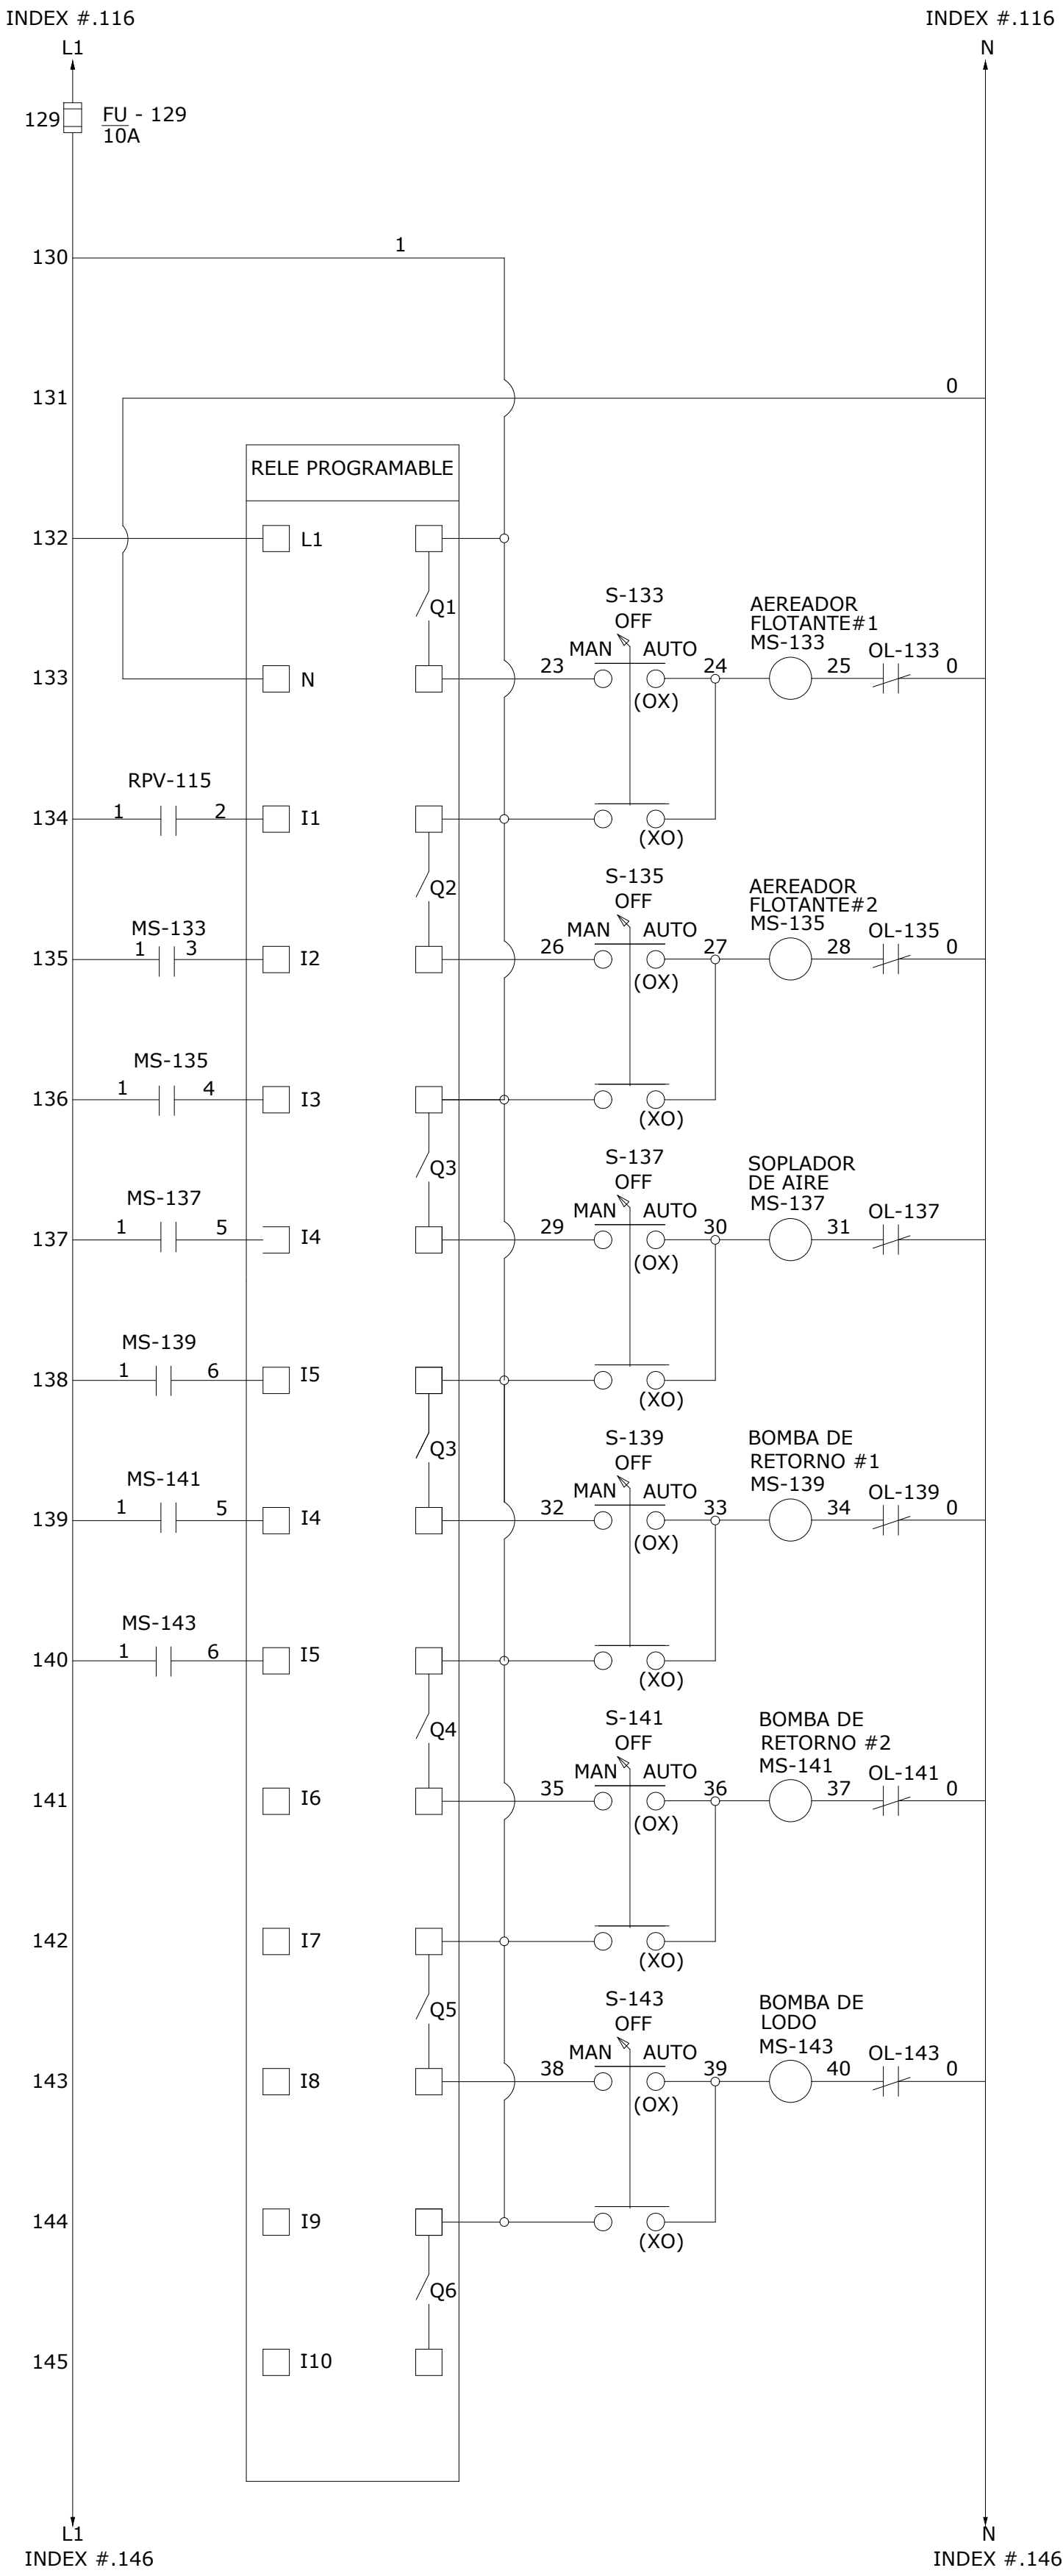 INDEX #.116 INDEX #.116
L1 N
129 FU - 129
10A
130 1
131 0
RELE PROGRAMABLE
132 L1
Q1
S-133
OFF
MAN AUTO
AEREADOR
FLOTANTE#1
MS-133
OL-133
133 N 23 24 25 0
(OX)
RPV-115
134 1 2 I1
(XO)
Q2
S-135
OFF
MAN AUTO
AEREADOR
FLOTANTE#2
MS-135
OL-135
MS-133
135 1 3 I2 26 27 28 0
(OX)
MS-135
136 1 4 I3
(XO)
Q3
S-137
OFF
MAN AUTO
SOPLADOR
DE AIRE
MS-137
OL-137
MS-137
137 1 5 I4 29 30 31
(OX)
MS-139
138 1 6 I5
(XO)
Q3
S-139
OFF
MAN AUTO
BOMBA DE
RETORNO #1
MS-139
OL-139
MS-141
139 1 5 I4 32 33 34 0
(OX)
MS-143
140 1 6 I5
(XO)
Q4
S-141
OFF
MAN AUTO
BOMBA DE
RETORNO #2
MS-141
OL-141
141 I6 35 36 37 0
(OX)
142 I7
(XO)
Q5
S-143
OFF
MAN AUTO
BOMBA DE
LODO
MS-143
OL-143
143 I8 38 39 40 0
(OX)
144 I9
(XO)
Q6
145 I10
L1 N
INDEX #.146 INDEX #.146